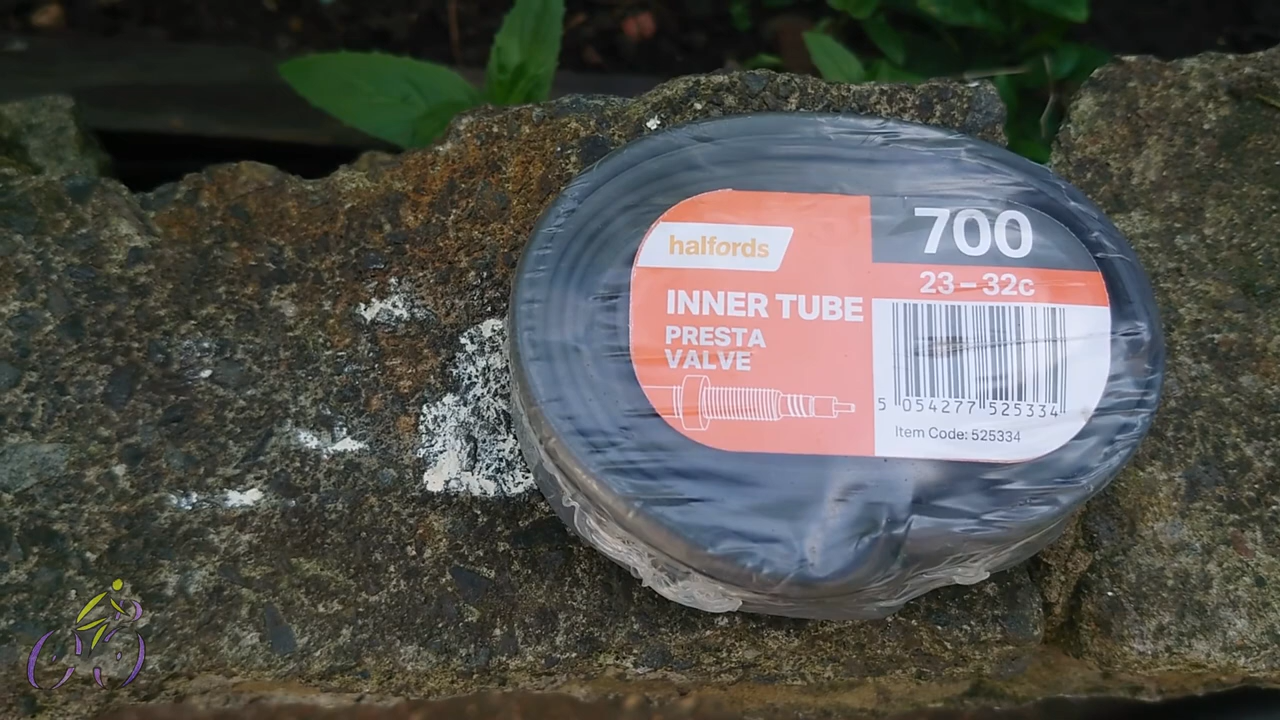 halfords
INNER TUBE
PRESTA
VALVE
700
23 – 32c
5 054277 525334
Item Code: 525334